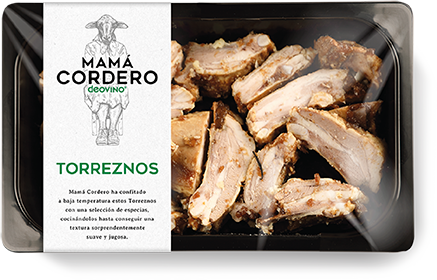 MAMÁ
CORDERO
deovino®
TORREZNOS
Mamá Cordero ha confitado
a baja temperatura estos Torreznos
con una selección de especias,
cocinándolos hasta conseguir una
textura sorprendentemente
suave y jugosa.